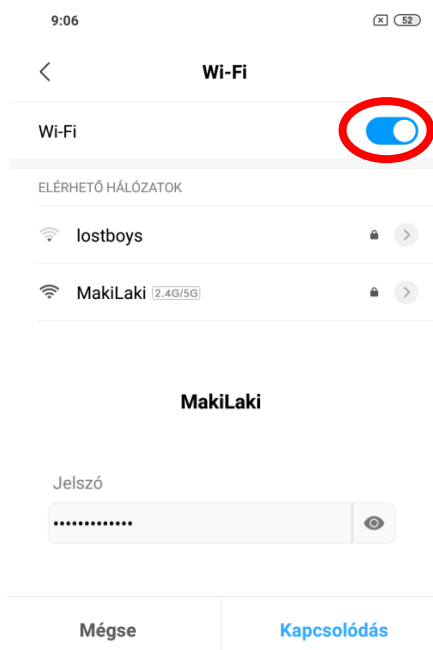 9:06
52
Wi-Fi
Wi-Fi
ELÉRHETŐ HÁLÓZATOK
lostboys
MakiLaki 2.4G/5G
MakiLaki
Jelszó
•••••••••••••
Mégse Kapcsolódás